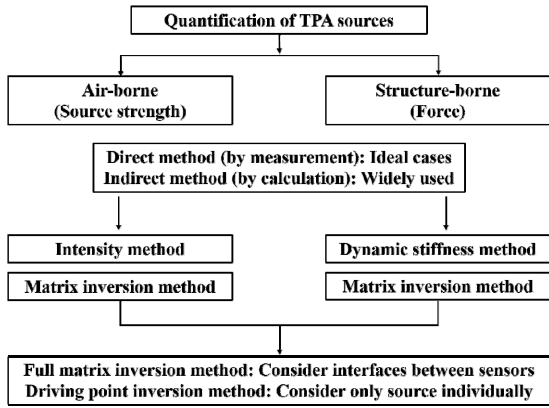 Quantification of TPA sources
Air-borne
(Source strength)
Structure-borne
(Force)
Direct method (by measurement): Ideal cases
Indirect method (by calculation): Widely used
Intensity method
Dynamic stiffness method
Matrix inversion method
Matrix inversion method
Full matrix inversion method: Consider interfaces between sensors
Driving point inversion method: Consider only source individually